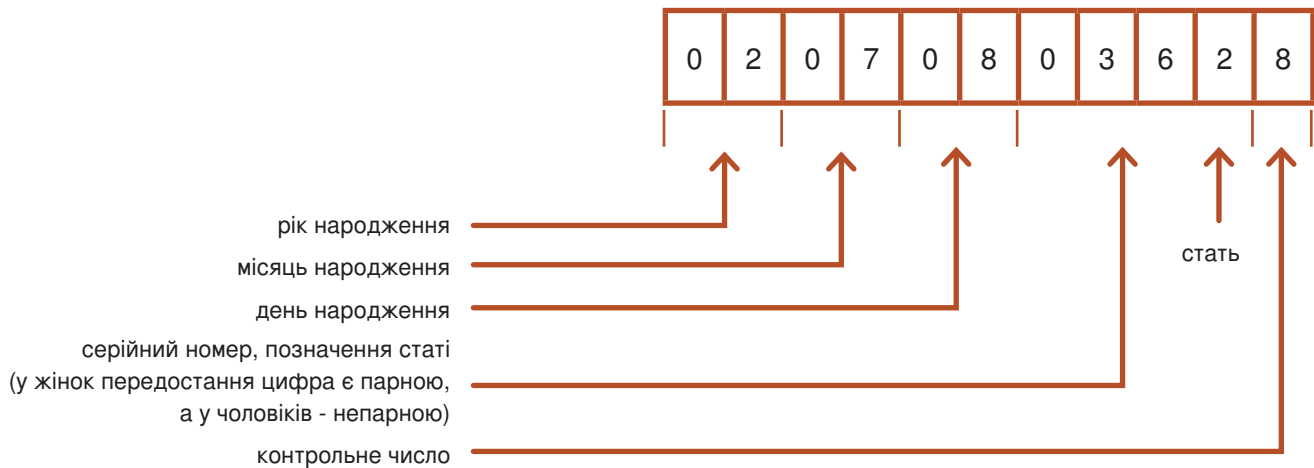 0 2 0 7 0 8 0 3 6 2 8
рік народження
стать
місяць народження
день народження
серійний номер, позначення статі
(у жінок передостання цифра є парною,
а у чоловіків - непарною)
контрольне число